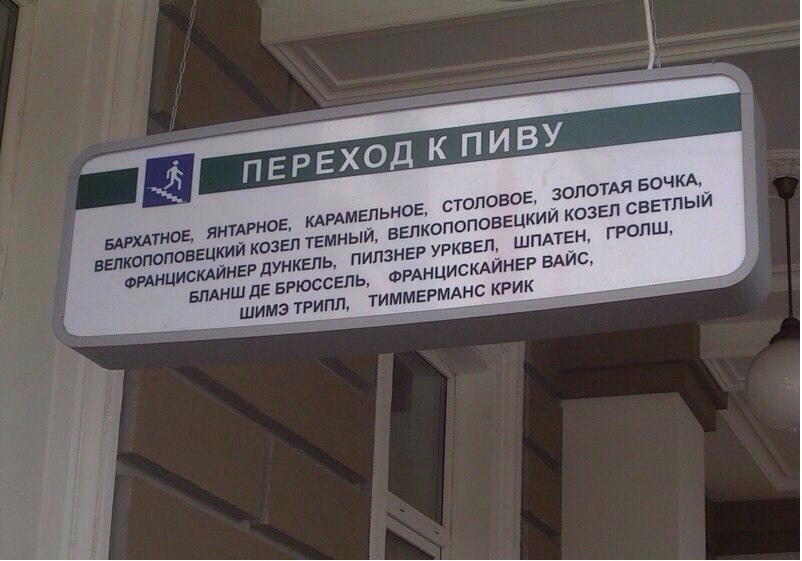 ПЕРЕХОД К ПИВУ
БАРХАТНОЕ, ЯНТАРНОЕ, КАРАМЕЛЬНОЕ, СТОЛОВОЕ, ЗОЛОТАЯ БОЧКА,
ВЕЛКОПОПОВЕЦКИЙ КОЗЕЛ ТЕМНЫЙ, ВЕЛКОПОПОВЕЦКИЙ КОЗЕЛ СВЕТЛЫЙ
ФРАНЦИСКАЙНЕР ДУНКЕЛЬ, ПИЛЗНЕР УРКВЕЛ, ШПАТЕН, ГРОЛШ,
БЛАНШ ДЕ БРЮССЕЛЬ, ФРАНЦИСКАЙНЕР ВАЙС,
ШИМЭ ТРИПЛ, ТИММЕРМАНС КРИК